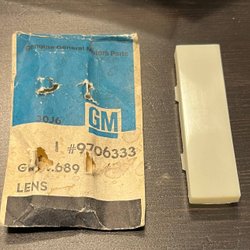 Genuine General Motors Parts
GM
1 #9706333
LENS